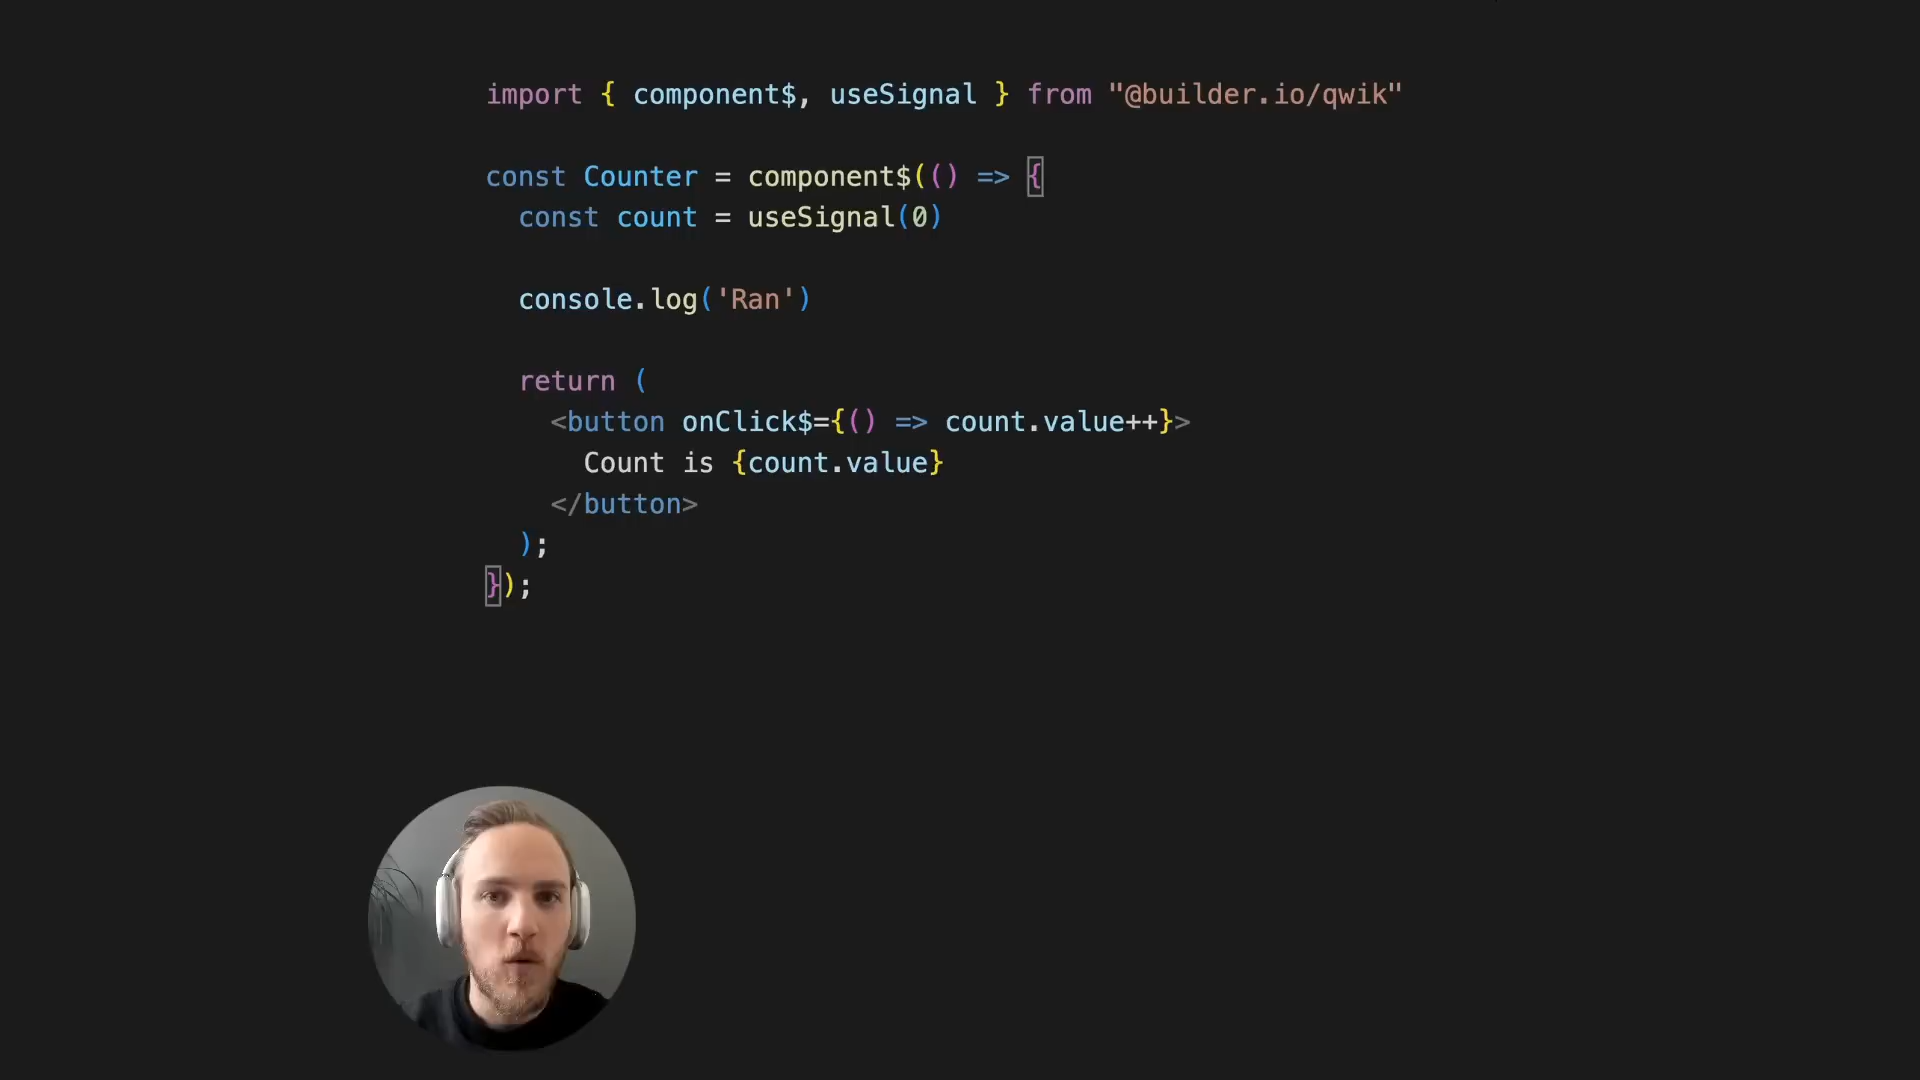 import { component$, useSignal } from "@builder.io/qwik"
const Counter = component$(() => {
const count = useSignal(0)
console.log('Ran')
return (
<button onClick$={() => count.value++}>
Count is {count.value}
</button>
);
});